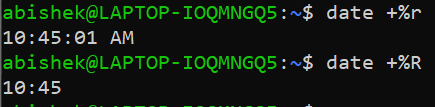 abishek@LAPTOP-IOQMNGQ5:~$ date +%r
10:45:01 AM
abishek@LAPTOP-IOQMNGQ5:~$ date +%R
10:45